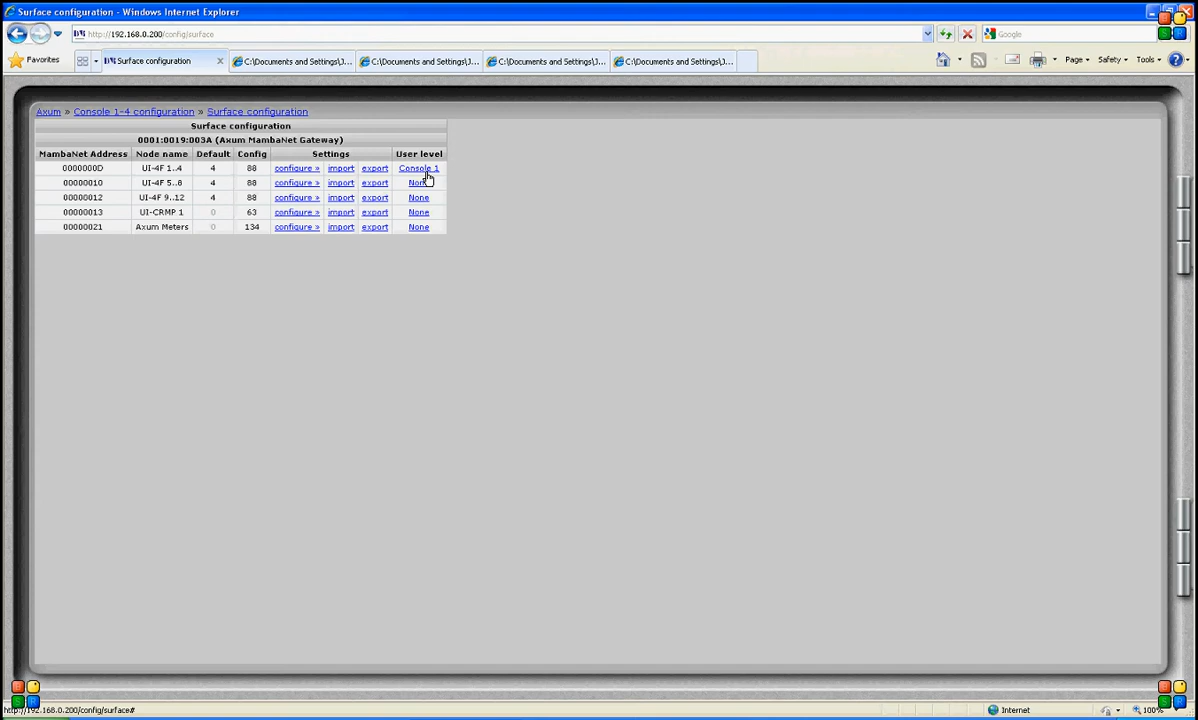 Surface configuration - Windows Internet Explorer
http://192.168.0.200/config/surface
Google
Favorites
Surface configuration
C:\Documents and Settings\J...
C:\Documents and Settings\J...
C:\Documents and Settings\J...
C:\Documents and Settings\J...
Page
Safety
Tools
Axum » Console 1-4 configuration » Surface configuration
Surface configuration
0001:0019:003A (Axum MambaNet Gateway)
MambaNet Address Node name Default Config Settings User level
0000000D UI-4F 1..4 4 88 configure » import export Console 1
00000010 UI-4F 5..8 4 88 configure » import export
00000012 UI-4F 9..12 4 88 configure » import export None
00000013 UI-CRMP 1 0 63 configure » import export None
00000021 Axum Meters 0 134 configure » import export None
http://192.168.0.200/config/surface#
Internet
100%